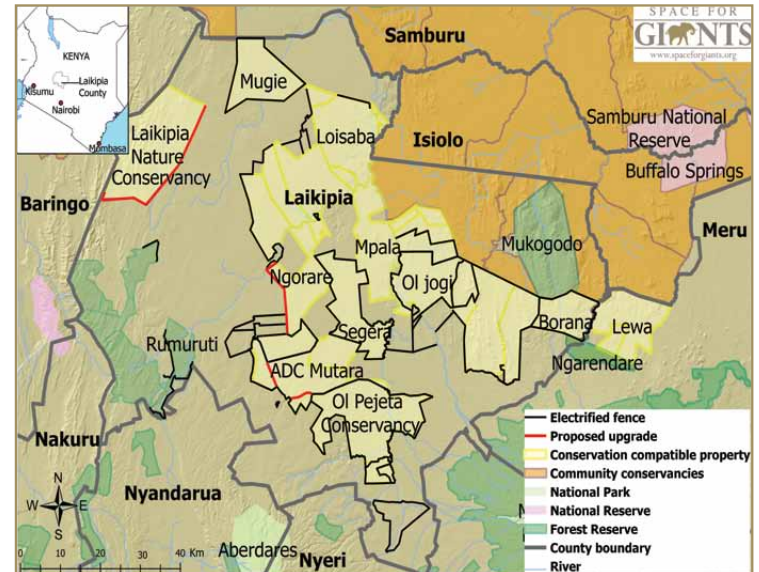 SPACE FOR
GIANTS
www.spaceforgiants.org
KENYA
Laikipia
County
Kisumu
Nairobi
Mombasa
Samburu
Mugie
Laikipia
Nature
Conservancy
Loisaba
Isiolo
Samburu National
Reserve
Buffalo Springs
Baringo
Laikipia
Meru
Mpala
Mukogodo
Ngorare
Ol jogi
Rumuruti
Segera
Borana
Lewa
Ngarendare
ADC Mutara
Ol Pejeta
Conservancy
Nakuru
Nyandarua
Aberdares
Nyeri
N
W E
S
0 10 20 30 40 Km
Electrified fence
Proposed upgrade
Conservation compatible property
Community conservancies
National Park
National Reserve
Forest Reserve
County boundary
River